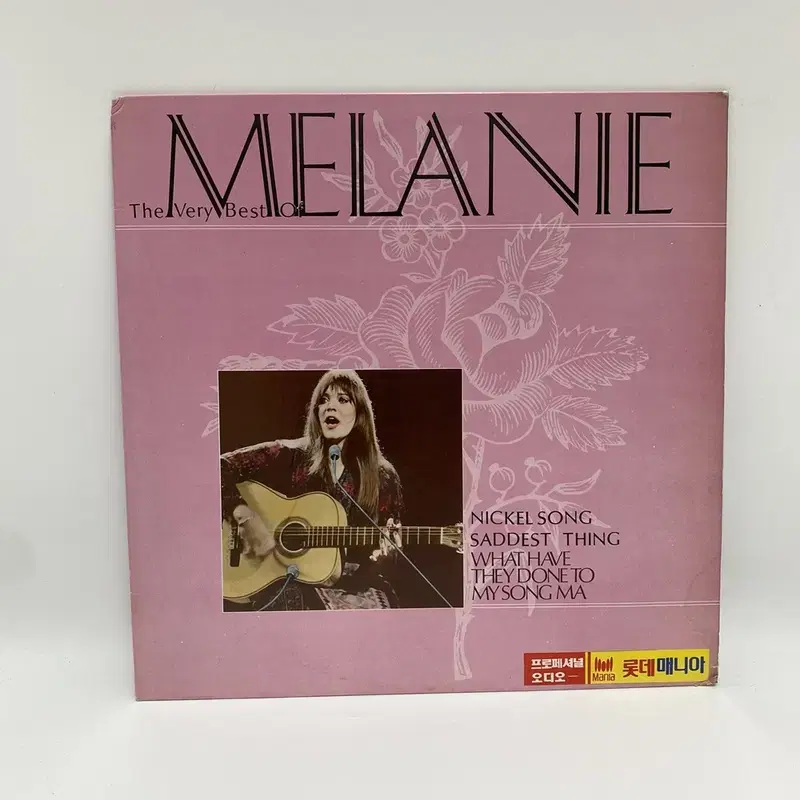 MELANIE
The Very Best Of
NICKEL SONG
SADDEST THING
WHAT HAVE
THEY DONE TO
MY SONG MA
프로페셔널
오디오
Mania
롯데매니아